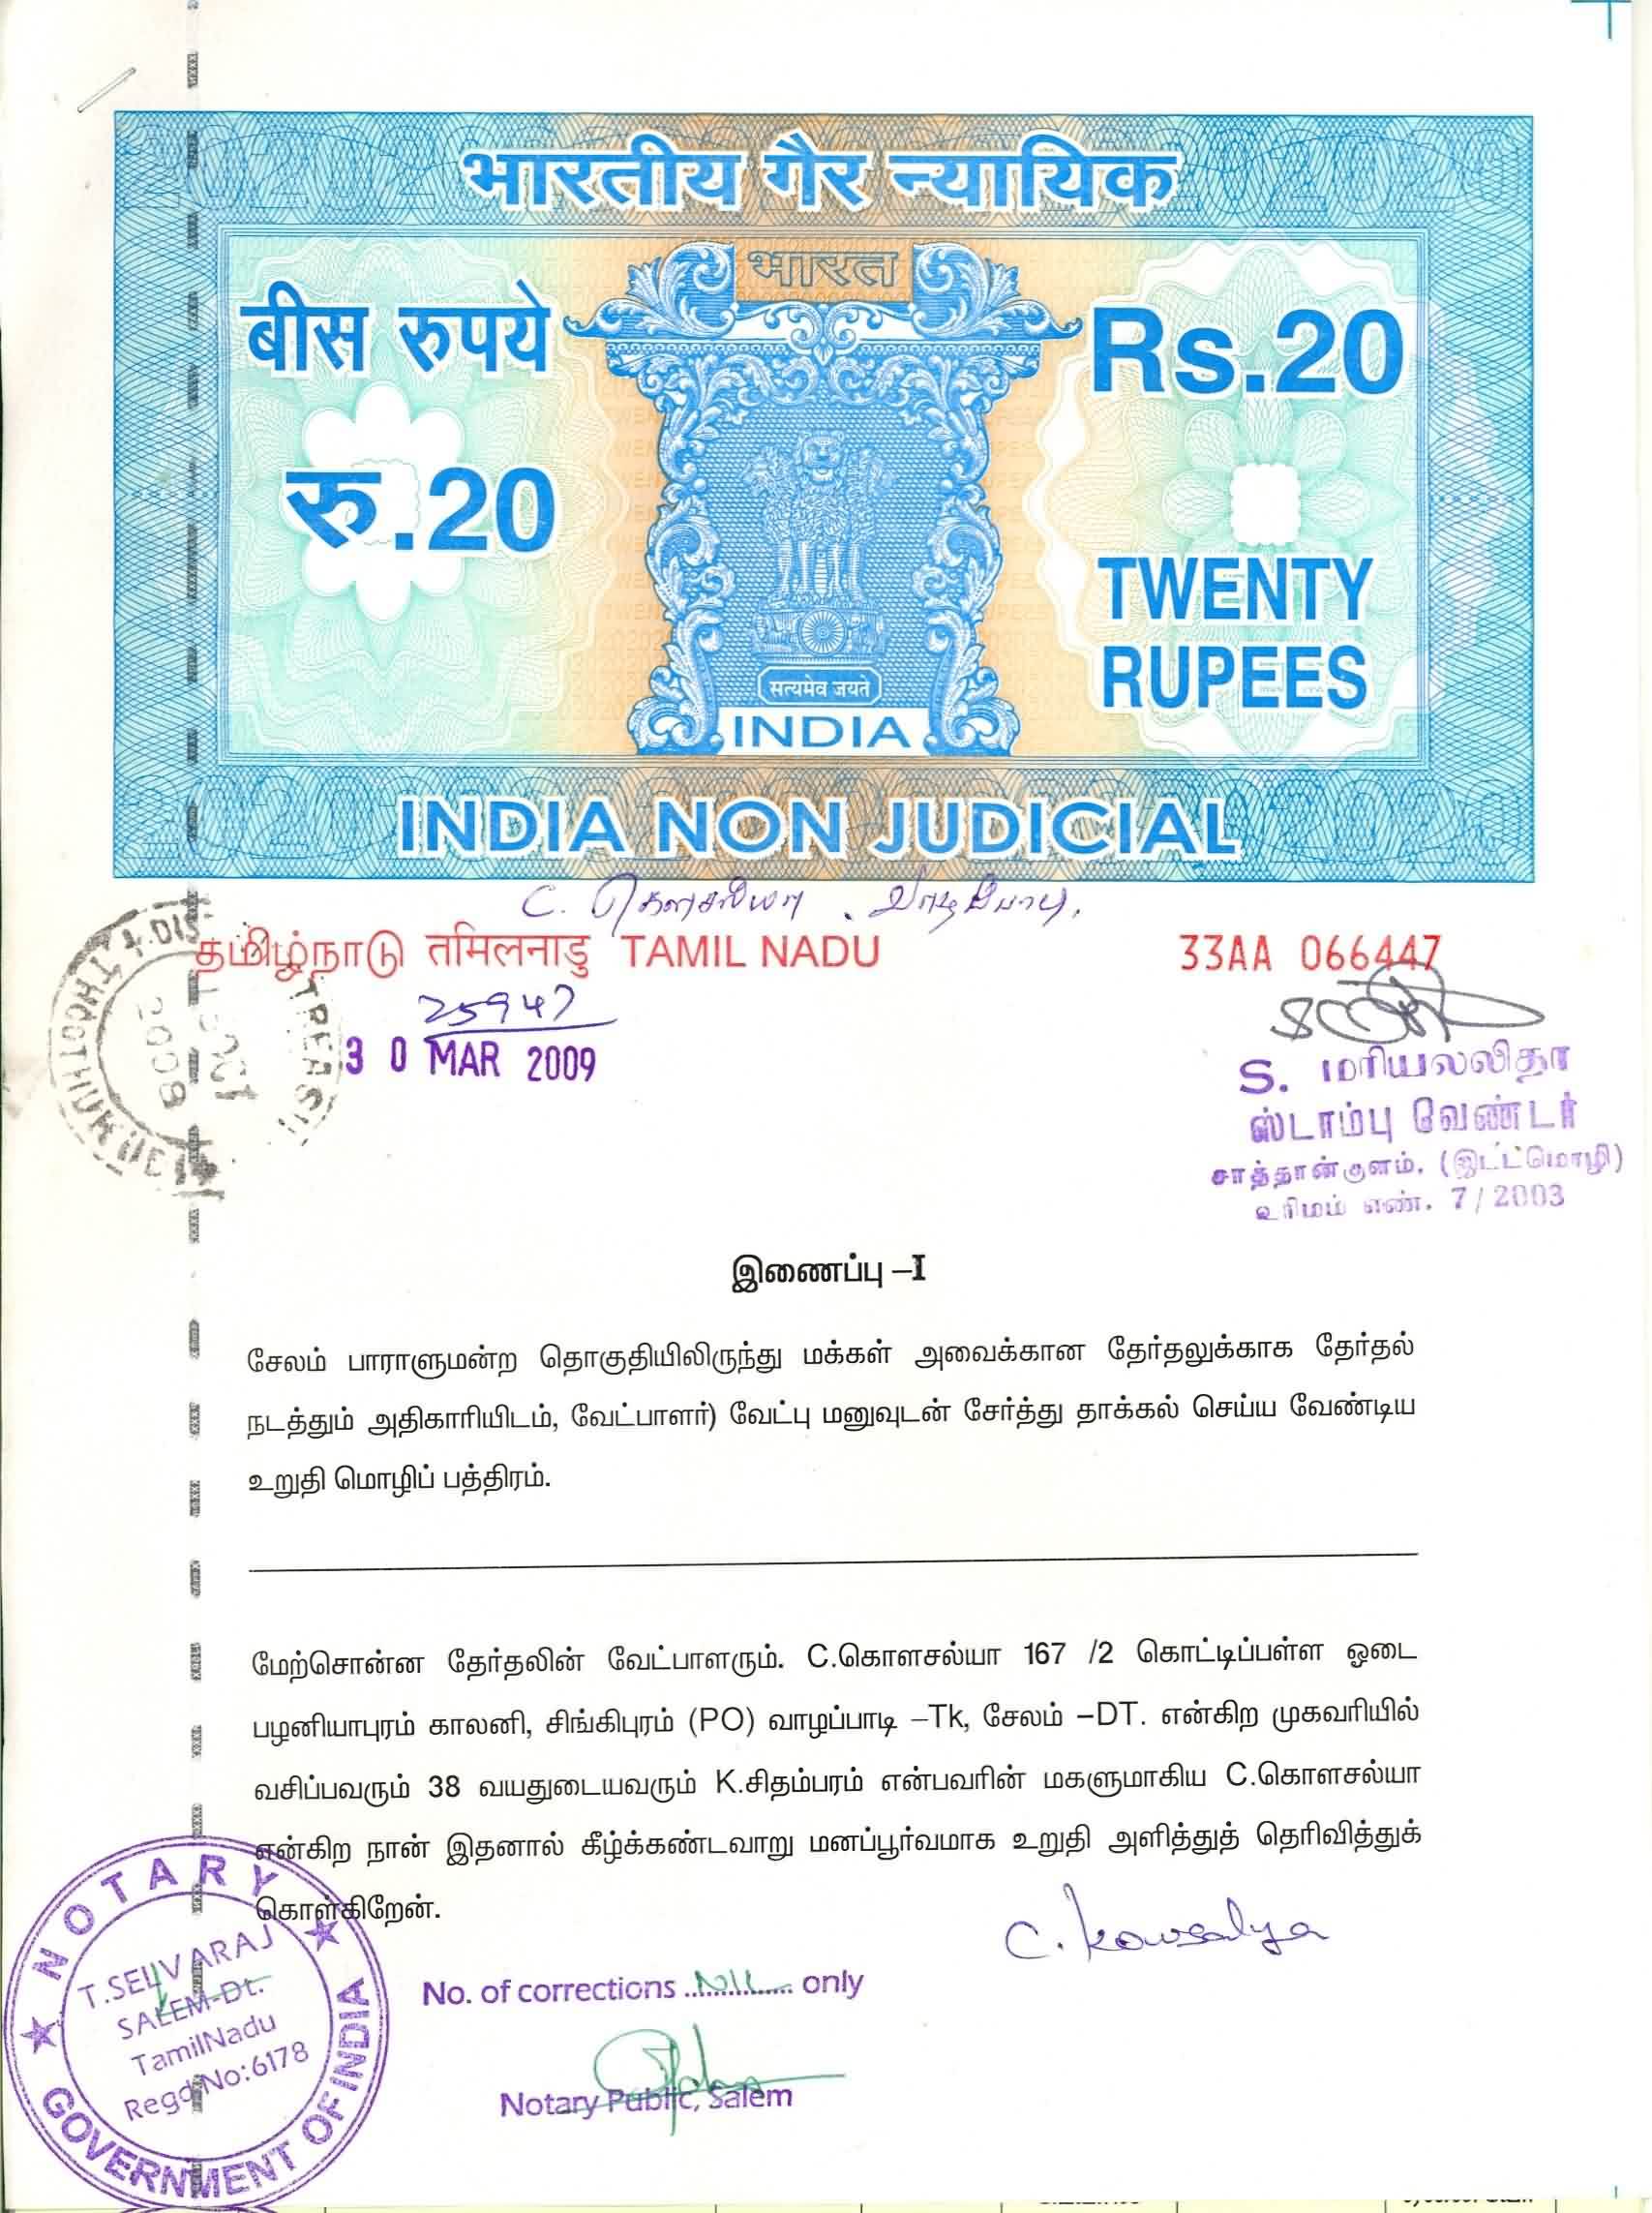 भारतीय गैर न्यायिक
भारत
बीस रुपये
Rs.20
रु.20
TWENTY
RUPEES
सत्यमेव जयते
INDIA
INDIA NON JUDICIAL
C. கௌசல்யா . வாழப்பாடி.
தமிழ்நாடு तमिलनाडु TAMIL NADU
33AA 066447
25947
30 MAR 2009
2008
S. மரியலலிதா
ஸ்டாம்பு வேண்டர்
சாத்தான்குளம். (இட்டமொழி)
உரிமம் எண். 7/2003
இணைப்பு –I
சேலம் பாராளுமன்ற தொகுதியிலிருந்து மக்கள் அவைக்கான தேர்தலுக்காக தேர்தல்
நடத்தும் அதிகாரியிடம், வேட்பாளர்) வேட்பு மனுவுடன் சேர்த்து தாக்கல் செய்ய வேண்டிய
உறுதி மொழிப் பத்திரம்.
மேற்சொன்ன தேர்தலின் வேட்பாளரும். C.கௌசல்யா 167 /2 கொட்டிப்பள்ள ஓடை
பழனியாபுரம் காலனி, சிங்கிபுரம் (PO) வாழப்பாடி –Tk, சேலம் –DT. என்கிற முகவரியில்
வசிப்பவரும் 38 வயதுடையவரும் K.சிதம்பரம் என்பவரின் மகளுமாகிய C.கௌசல்யா
என்கிற நான் இதனால் கீழ்க்கண்டவாறு மனப்பூர்வமாக உறுதி அளித்துத் தெரிவித்துக்
கொள்கிறேன்.
C. Kowsalya
NOTARY
T.SELVARAJ
SALEM-Dt.
TamilNadu
Regd No:6178
GOVERNMENT OF INDIA
No. of corrections ....NIL.... only
Notary Public, Salem